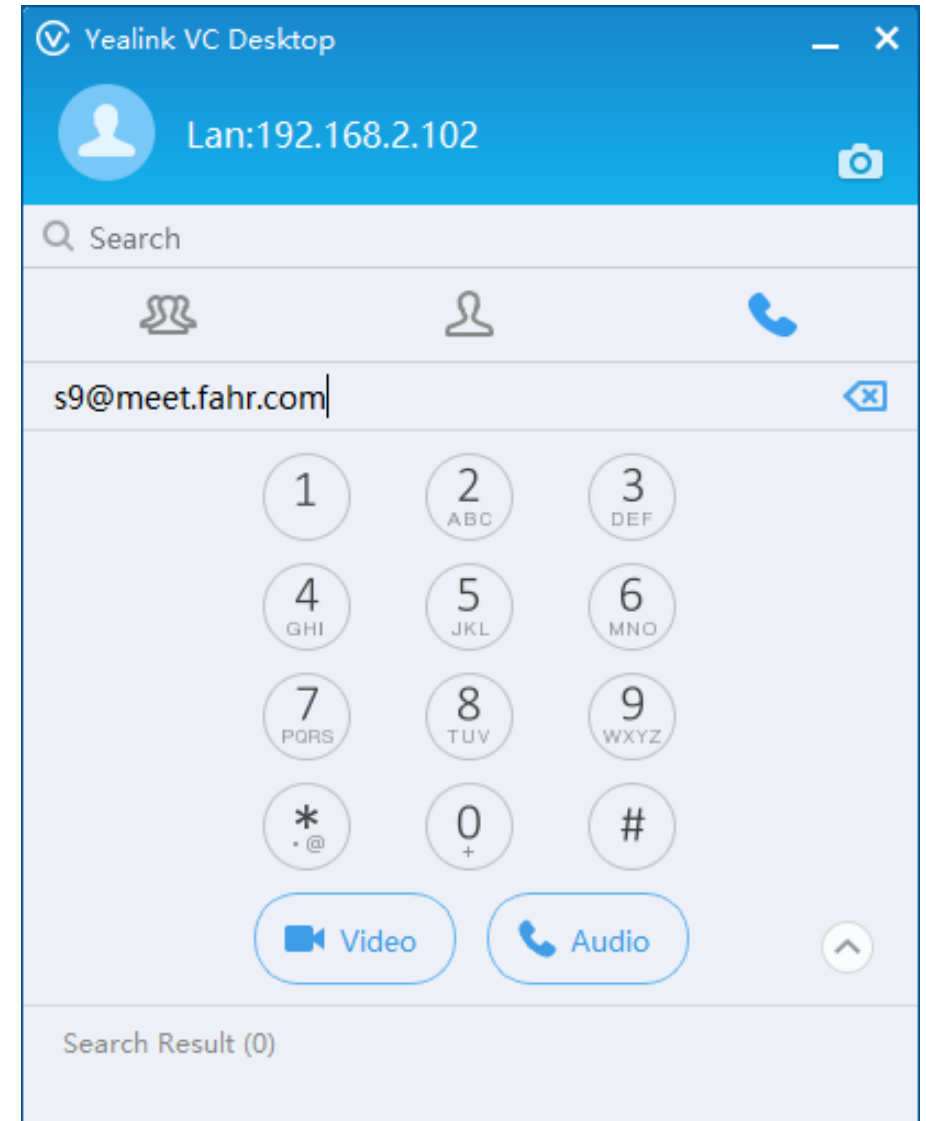 Yealink VC Desktop
Lan:192.168.2.102
Search
s9@meet.fahr.com
1 2 3
ABC DEF
4 5 6
GHI JKL MNO
7 8 9
PQRS TUV WXYZ
* 0 #
. @ +
Video Audio
Search Result (0)